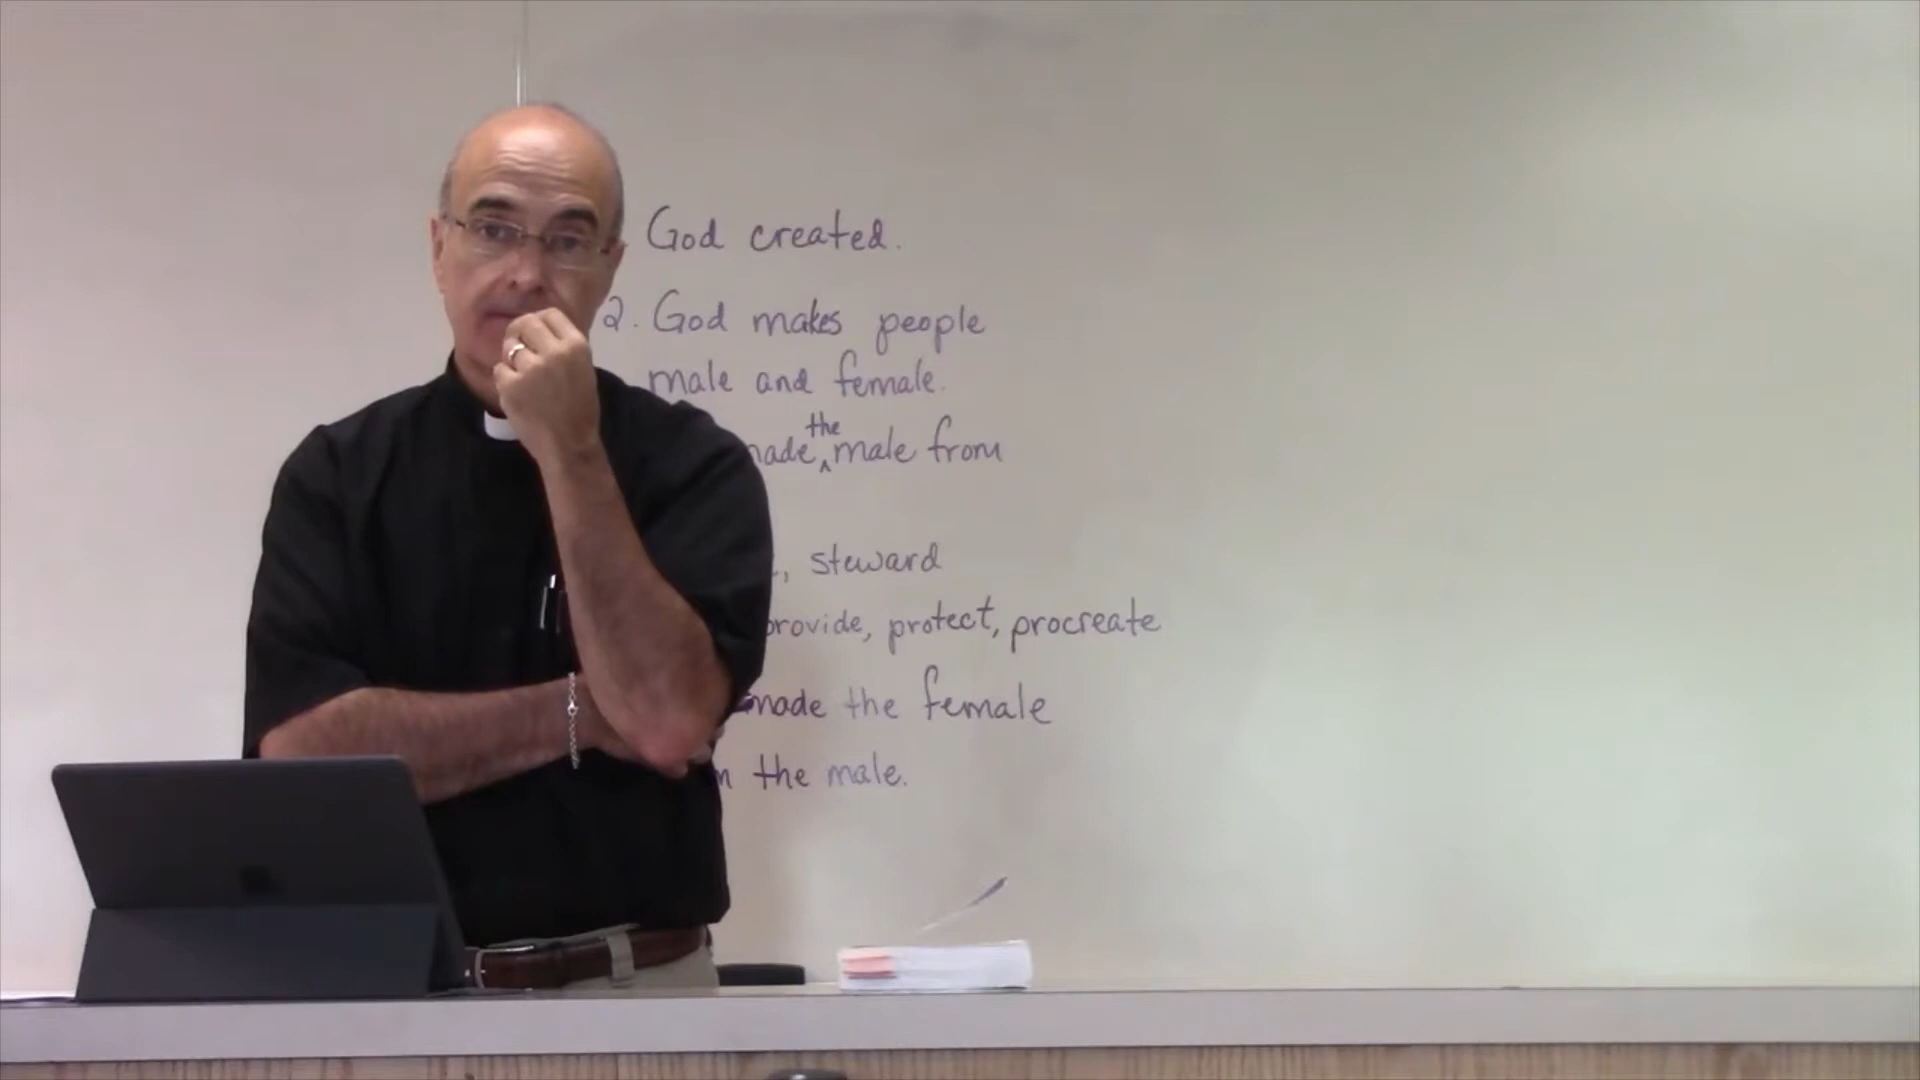 God created.
2. God makes people
male and female.
the
male from
, steward
provide, protect, procreate
made the female
the male.